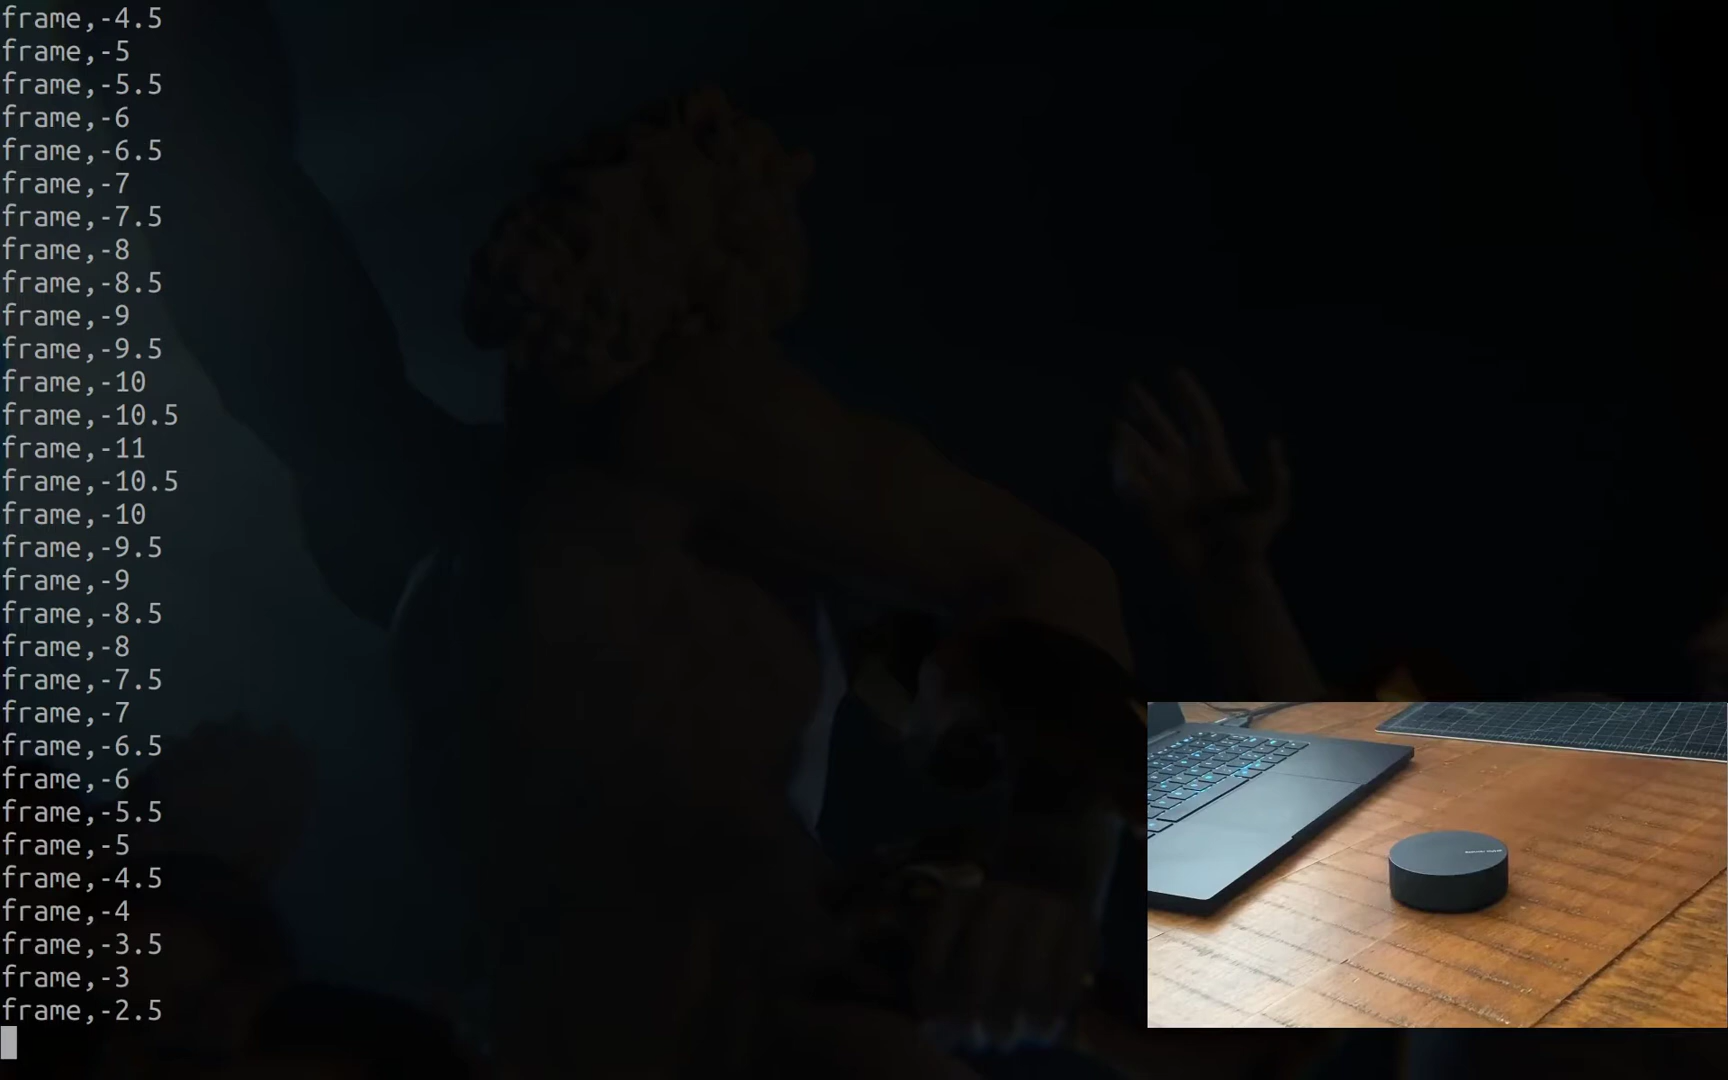 frame,-4.5
frame,-5
frame,-5.5
frame,-6
frame,-6.5
frame,-7
frame,-7.5
frame,-8
frame,-8.5
frame,-9
frame,-9.5
frame,-10
frame,-10.5
frame,-11
frame,-10.5
frame,-10
frame,-9.5
frame,-9
frame,-8.5
frame,-8
frame,-7.5
frame,-7
frame,-6.5
frame,-6
frame,-5.5
frame,-5
frame,-4.5
frame,-4
frame,-3.5
frame,-3
frame,-2.5